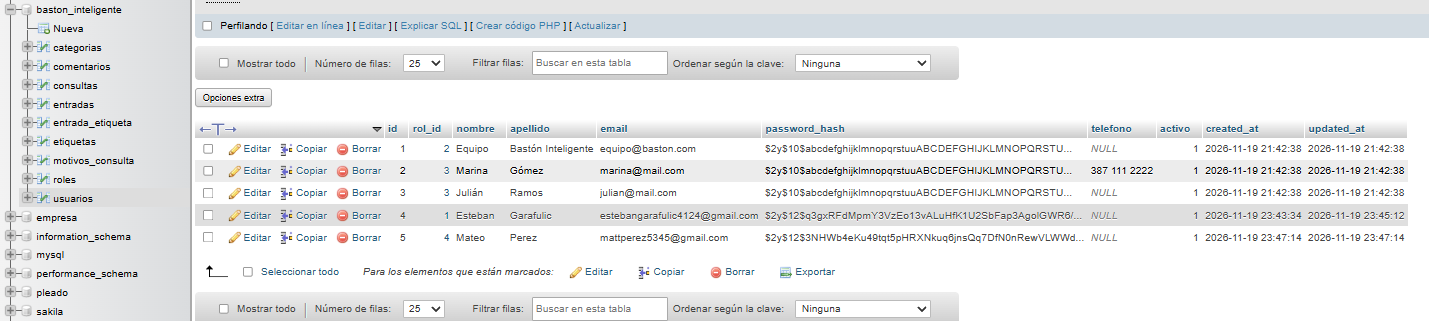 baston_inteligente
Nueva
categorias
comentarios
consultas
entradas
entrada_etiqueta
etiquetas
motivos_consulta
roles
usuarios
empresa
information_schema
mysql
performance_schema
pleado
sakila
Perfilando [ Editar en línea ] [ Editar ] [ Explicar SQL ] [ Crear código PHP ] [ Actualizar ]
Mostrar todo Número de filas: 25 Filtrar filas: Buscar en esta tabla Ordenar según la clave: Ninguna
Opciones extra
←T→ id rol_id nombre apellido email password_hash telefono activo created_at updated_at
Editar Copiar Borrar 1 2 Equipo Bastón Inteligente equipo@baston.com $2y$10$abcdefghijklmnopqrstuuABCDEFGHIJKLMNOPQRSTU... NULL 1 2026-11-19 21:42:38 2026-11-19 21:42:38
Editar Copiar Borrar 2 3 Marina Gómez marina@mail.com $2y$10$abcdefghijklmnopqrstuuABCDEFGHIJKLMNOPQRSTU... 387 111 2222 1 2026-11-19 21:42:38 2026-11-19 21:42:38
Editar Copiar Borrar 3 3 Julián Ramos julian@mail.com $2y$10$abcdefghijklmnopqrstuuABCDEFGHIJKLMNOPQRSTU... NULL 1 2026-11-19 21:42:38 2026-11-19 21:42:38
Editar Copiar Borrar 4 1 Esteban Garafulic estebangarafulic4124@gmail.com $2y$12$q3gxRFdMpmY3VzEo13vALuHfK1U2SbFap3AgolGWR6/... NULL 1 2026-11-19 23:43:34 2026-11-19 23:45:12
Editar Copiar Borrar 5 4 Mateo Perez mattperez5345@gmail.com $2y$12$3NHWb4eKu49tqt5pHRXNkuq6jnsQq7DfN0nRewVLWWd... NULL 1 2026-11-19 23:47:14 2026-11-19 23:47:14
Seleccionar todo Para los elementos que están marcados: Editar Copiar Borrar Exportar
Mostrar todo Número de filas: 25 Filtrar filas: Buscar en esta tabla Ordenar según la clave: Ninguna